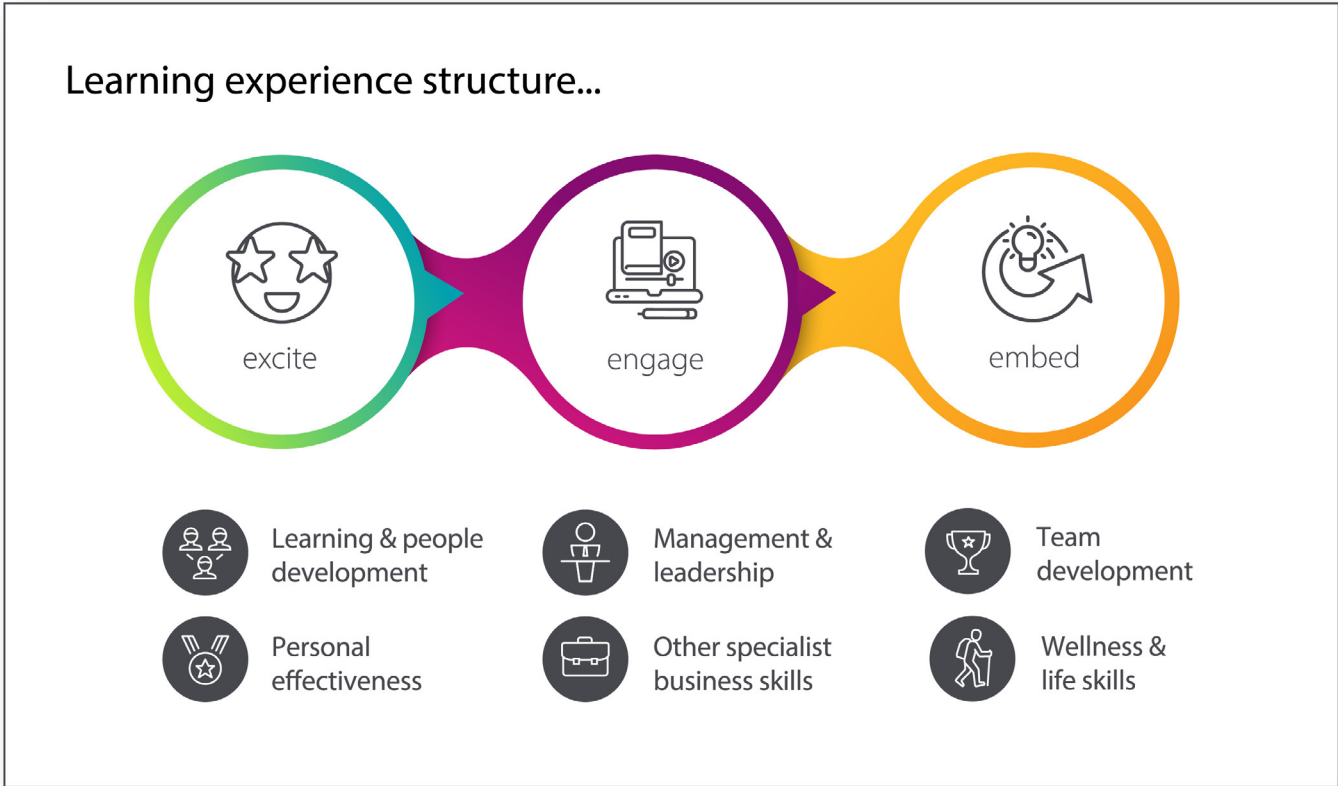 Learning experience structure...
excite
engage
embed
Learning & people
development
Management &
leadership
Team
development
Personal
effectiveness
Other specialist
business skills
Wellness &
life skills